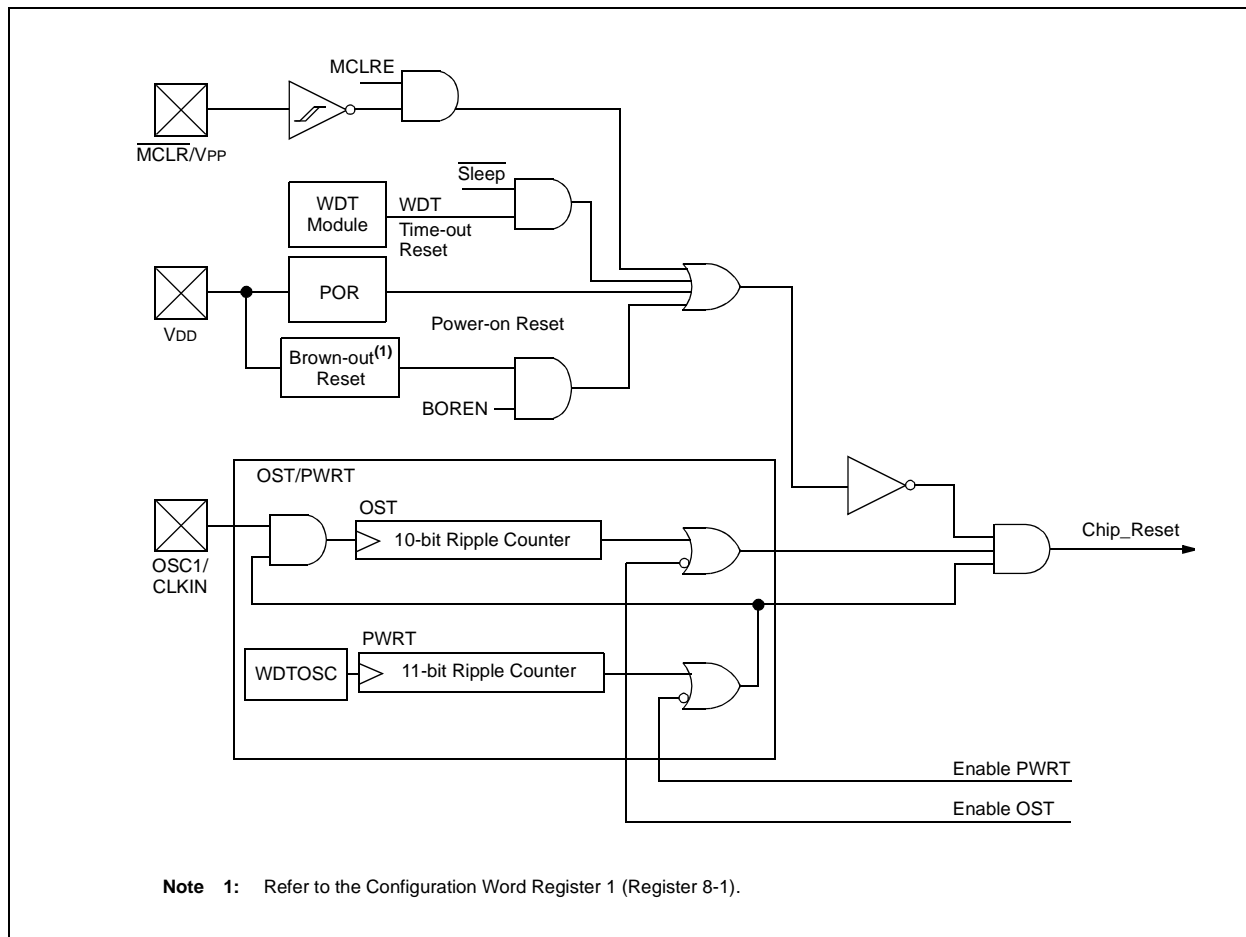 MCLRE
MCLR/VPP
Sleep
WDT
Module
WDT
Time-out
Reset
POR
VDD
Power-on Reset
Brown-out(1)
Reset
BOREN
OST/PWRT
OST
10-bit Ripple Counter
Chip_Reset
OSC1/
CLKIN
PWRT
WDTOSC
11-bit Ripple Counter
Enable PWRT
Enable OST
Note 1: Refer to the Configuration Word Register 1 (Register 8-1).